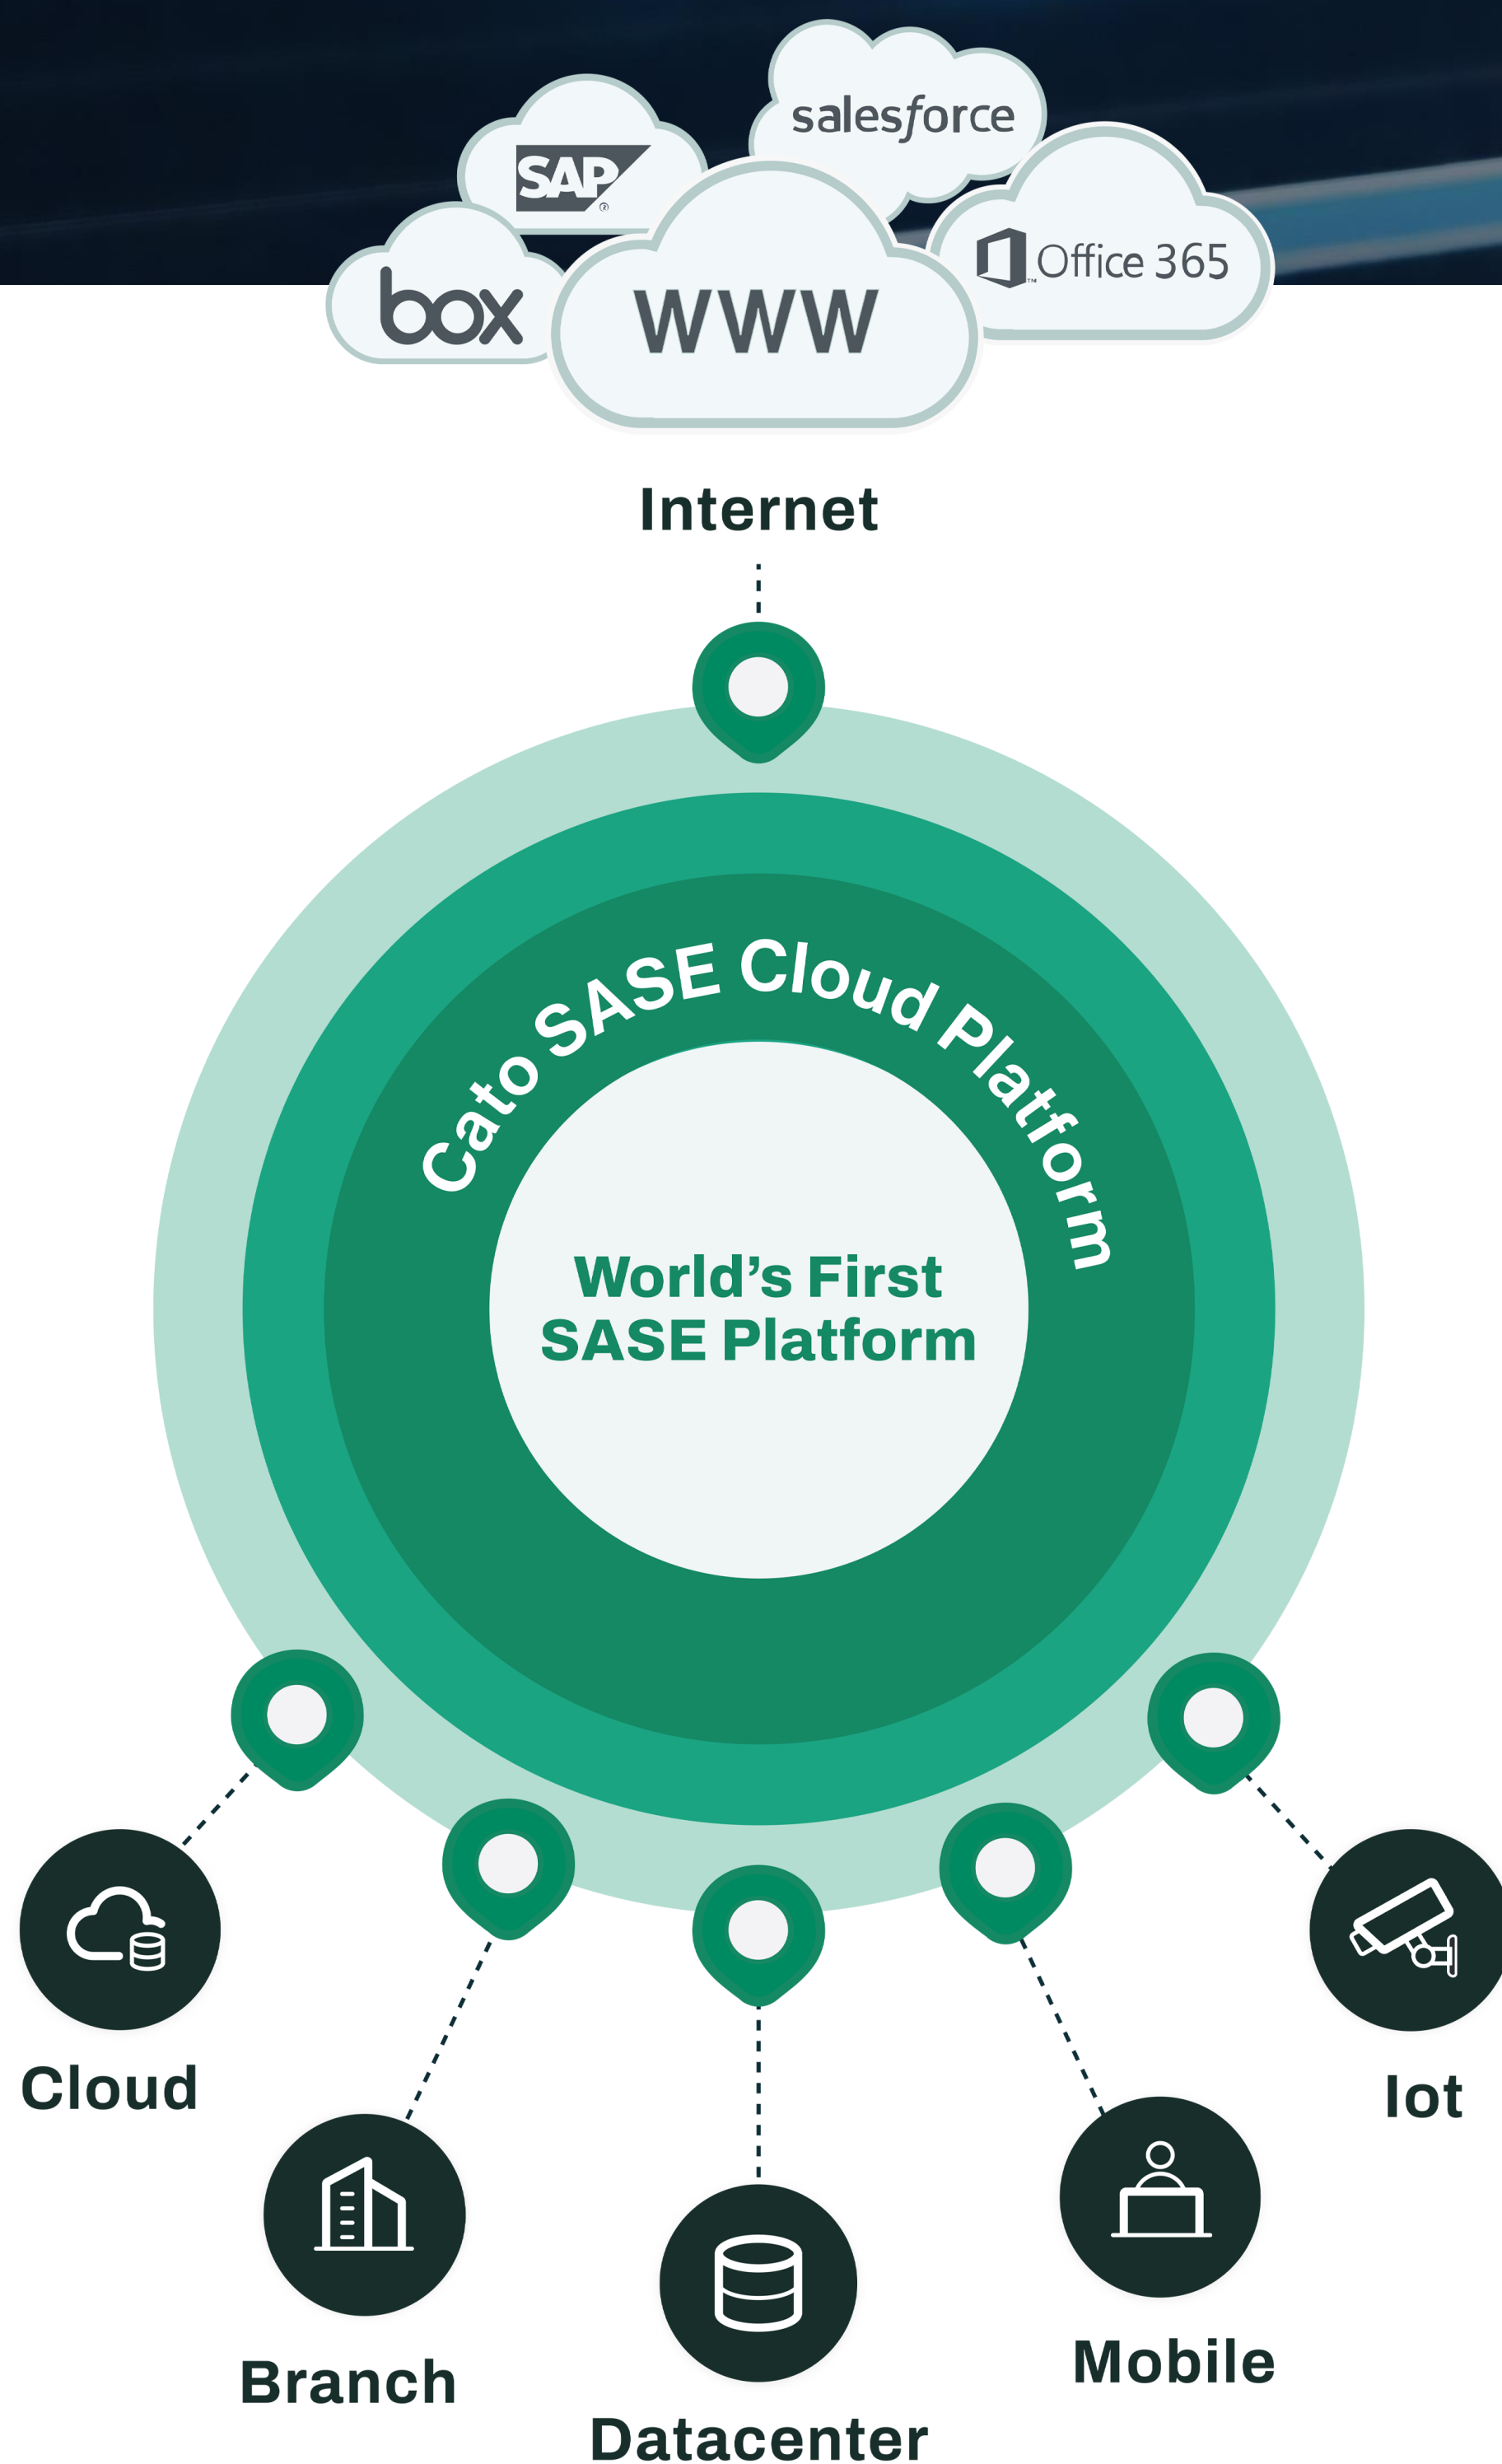 salesforce
SAP
®
Office 365
™
box
WWW
Internet
Cato SASE Cloud Platform
World’s First
SASE Platform
Cloud
Iot
Branch
Mobile
Datacenter